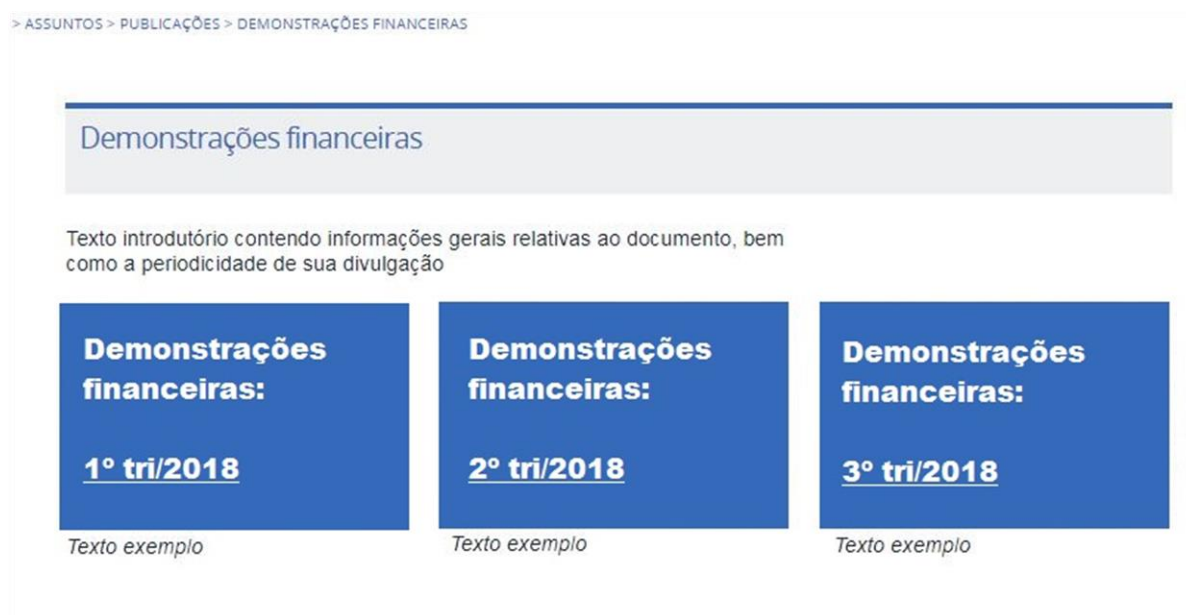 > ASSUNTOS > PUBLICAÇÕES > DEMONSTRAÇÕES FINANCEIRAS
Demonstrações financeiras
Texto introdutório contendo informações gerais relativas ao documento, bem
como a periodicidade de sua divulgação
Demonstrações
financeiras:
1º tri/2018
Texto exemplo
Demonstrações
financeiras:
2º tri/2018
Texto exemplo
Demonstrações
financeiras:
3º tri/2018
Texto exemplo